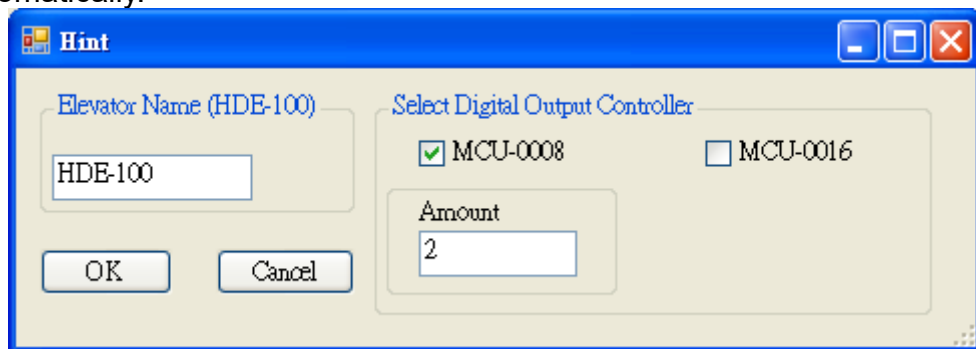 omatically.
Hint
Elevator Name (HDE-100)
HDE-100
OK
Cancel
Select Digital Output Controller
MCU-0008
MCU-0016
Amount
2